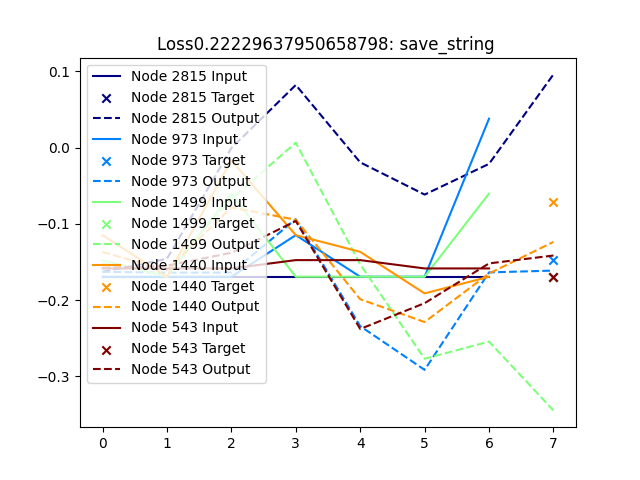 Loss0.22229637950658798: save_string
0.1
0.0
−0.1
−0.2
−0.3
Node 2815 Input
Node 2815 Target
Node 2815 Output
Node 973 Input
Node 973 Target
Node 973 Output
Node 1499 Input
Node 1499 Target
Node 1499 Output
Node 1440 Input
Node 1440 Target
Node 1440 Output
Node 543 Input
Node 543 Target
Node 543 Output
0 1 2 3 4 5 6 7